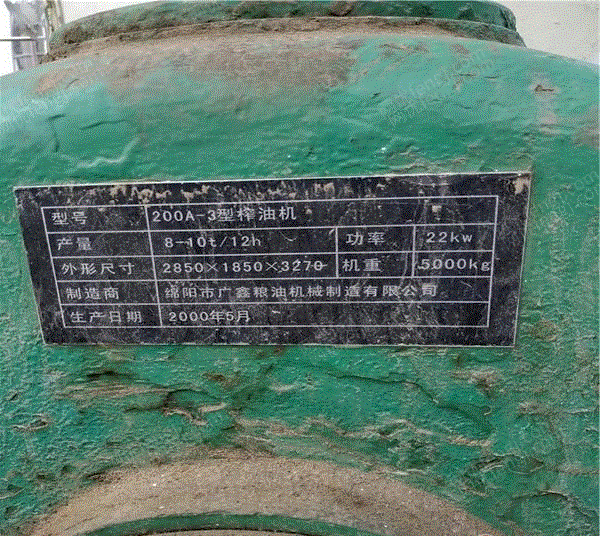 型号 200A-3型榨油机
产量 8-10t/12h 功率 22kw
外形尺寸 2850×1850×3270 机重 5000kg
制造商 绵阳市广鑫粮油机械制造有限公司
生产日期 2000年5月